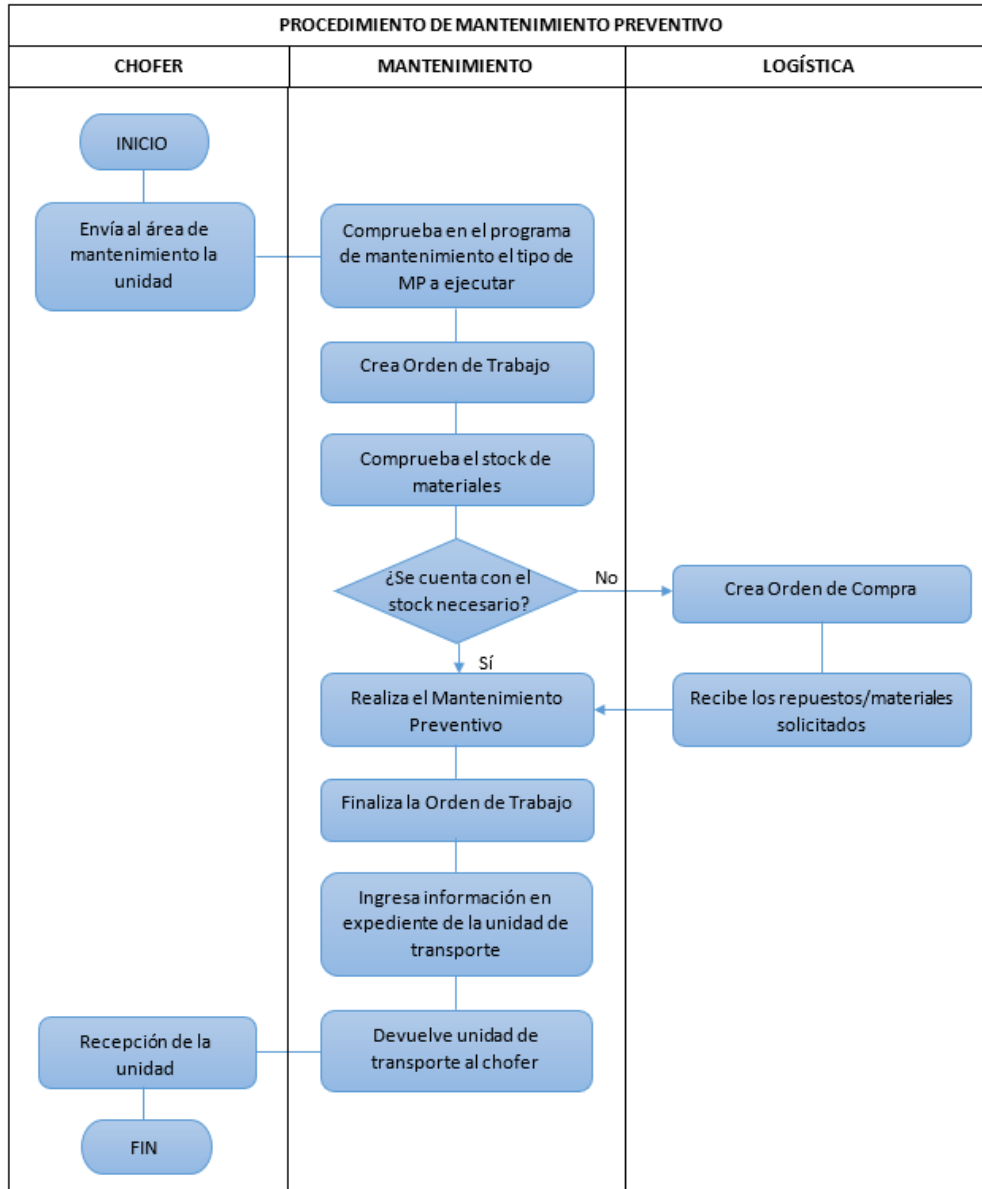 PROCEDIMIENTO DE MANTENIMIENTO PREVENTIVO
CHOFER
MANTENIMIENTO
LOGÍSTICA
INICIO
Envía al área de
mantenimiento la
unidad
Comprueba en el programa
de mantenimiento el tipo de
MP a ejecutar
Crea Orden de Trabajo
Comprueba el stock de
materiales
¿Se cuenta con el
stock necesario?
No
Crea Orden de Compra
Sí
Realiza el Mantenimiento
Preventivo
Recibe los repuestos/materiales
solicitados
Finaliza la Orden de Trabajo
Ingresa información en
expediente de la unidad de
transporte
Devuelve unidad de
transporte al chofer
Recepción de la
unidad
FIN